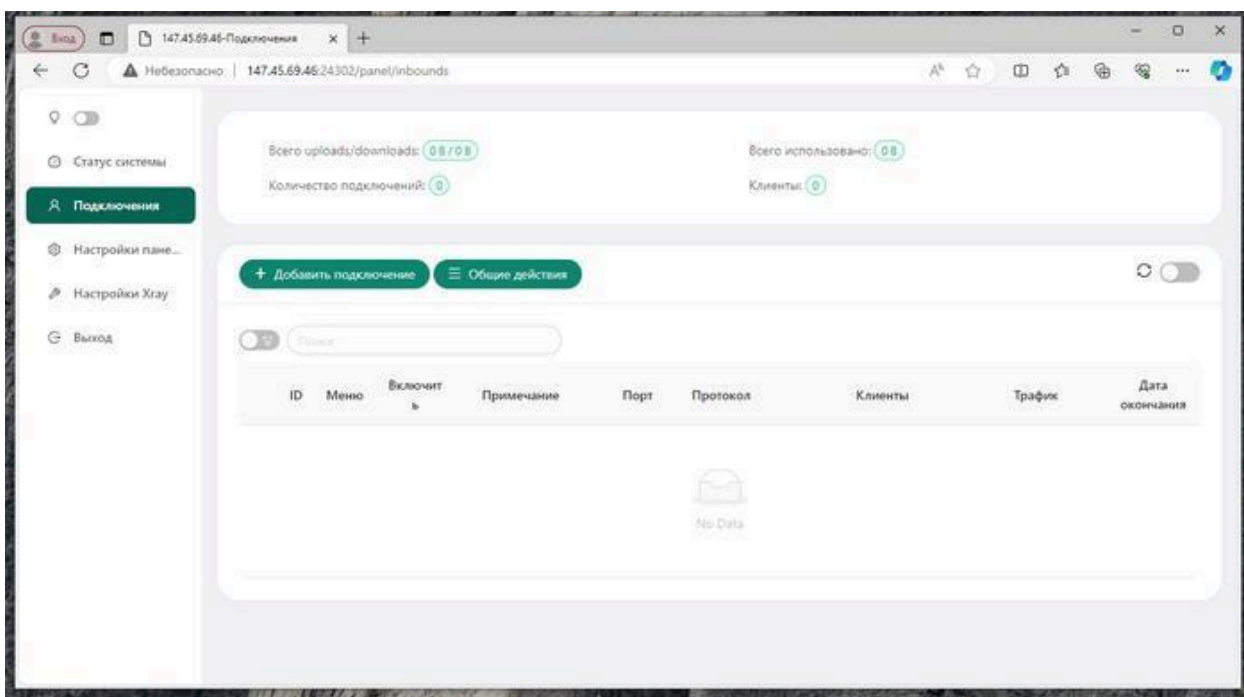 Вход
147.45.69.46-Подключения
Небезопасно
147.45.69.46:24302/panel/inbounds
Статус системы
Всего uploads/downloads: 0 B / 0 B
Всего использовано: 0 B
Количество подключений: 0
Клиенты: 0
Подключения
Настройки пане...
Настройки Xray
Выход
+ Добавить подключение
Общие действия
Поиск
ID Меню Включить Примечание Порт Протокол Клиенты Трафик Дата окончания
No Data